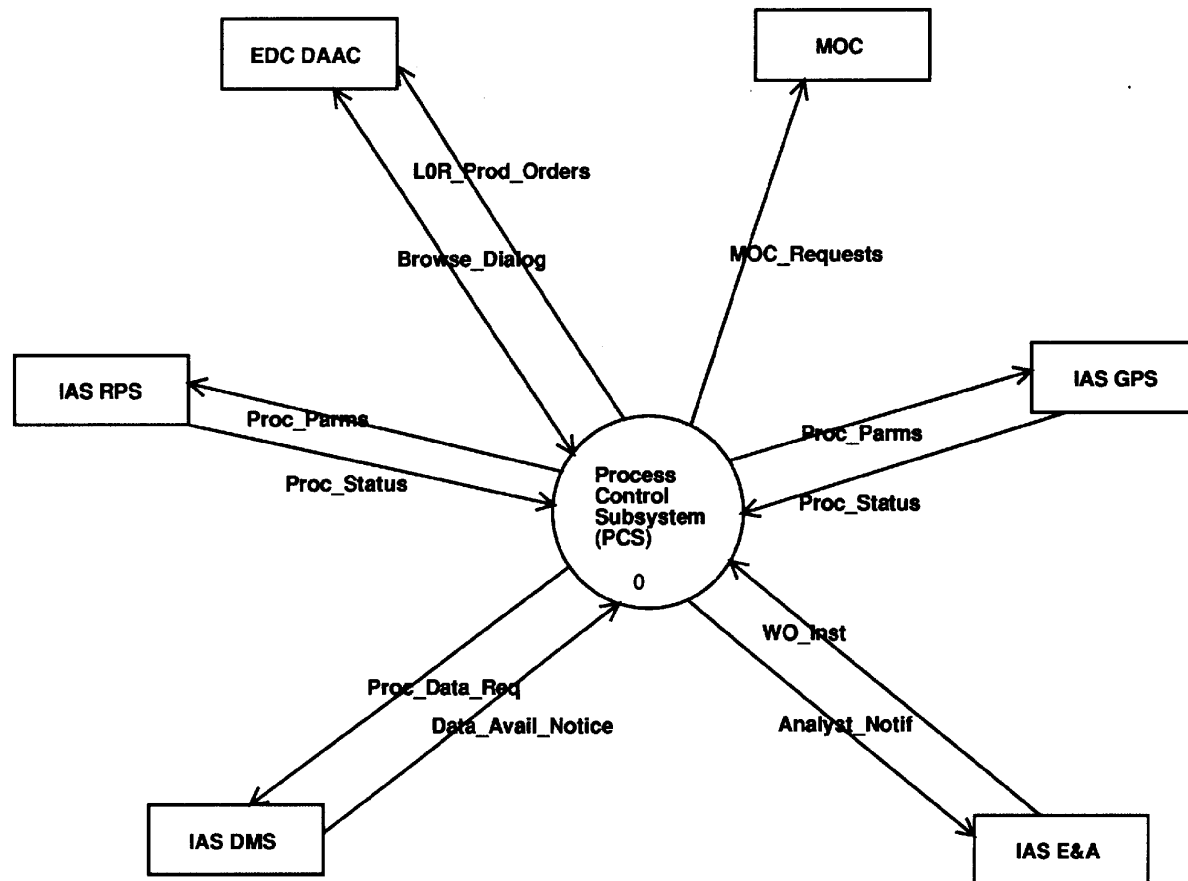 EDC DAAC
MOC
L0R_Prod_Orders
Browse_Dialog
MOC_Requests
IAS RPS
IAS GPS
Proc_Parms
Proc_Parms
Proc_Status
Proc_Status
Process
Control
Subsystem
(PCS)
0
WO_Inst
Proc_Data_Req
Data_Avail_Notice
Analyst_Notif
IAS DMS
IAS E&A